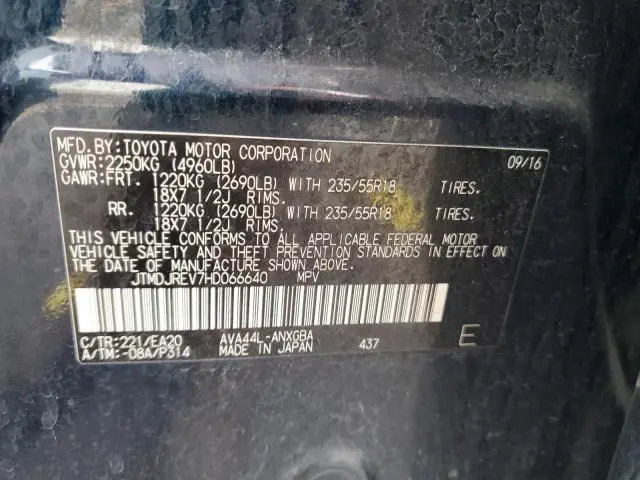 MFD.BY:TOYOTA MOTOR CORPORATION 09/16
GVWR:2250KG (4960LB)
GAWR:FRT. 1220KG (2690LB) WITH 235/55R18 TIRES.
18X7 1/2J RIMS.
RR. 1220KG (2690LB) WITH 235/55R18 TIRES.
18X7 1/2J RIMS.
THIS VEHICLE CONFORMS TO ALL APPLICABLE FEDERAL MOTOR
VEHICLE SAFETY AND THEFT PREVENTION STANDARDS IN EFFECT ON
THE DATE OF MANUFACTURE SHOWN ABOVE.
JTMDJREV7HD066640 MPV
C/TR:221/EA20 AVA44L-ANXGBA 437 E
A/TM:-08A/P314 MADE IN JAPAN